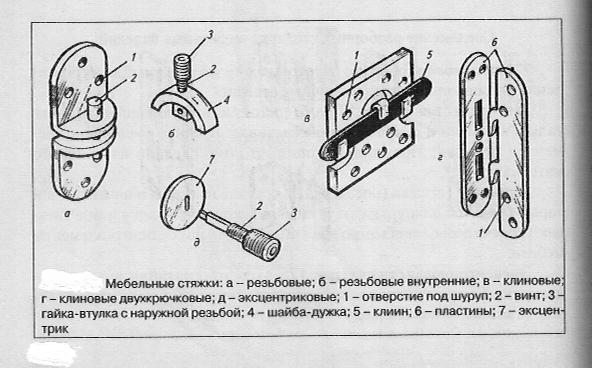 1
2
а
3
2
4
б
1
5
в
6
г
1
7
2
3
д
Мебельные стяжки: а – резьбовые; б – резьбовые внутренние; в – клиновые;
г – клиновые двухкрючковые; д – эксцентриковые; 1 – отверстие под шуруп; 2 – винт; 3 –
гайка-втулка с наружной резьбой; 4 – шайба-дужка; 5 – клиин; 6 – пластины; 7 – эксцен-
трик